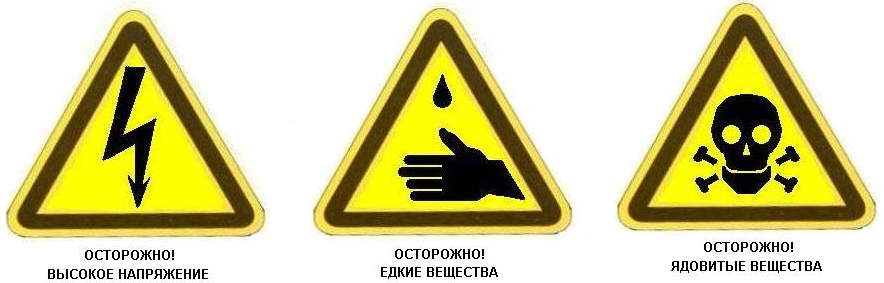 ОСТОРОЖНО!
ВЫСОКОЕ НАПРЯЖЕНИЕ
ОСТОРОЖНО!
ЕДКИЕ ВЕЩЕСТВА
ОСТОРОЖНО!
ЯДОВИТЫЕ ВЕЩЕСТВА